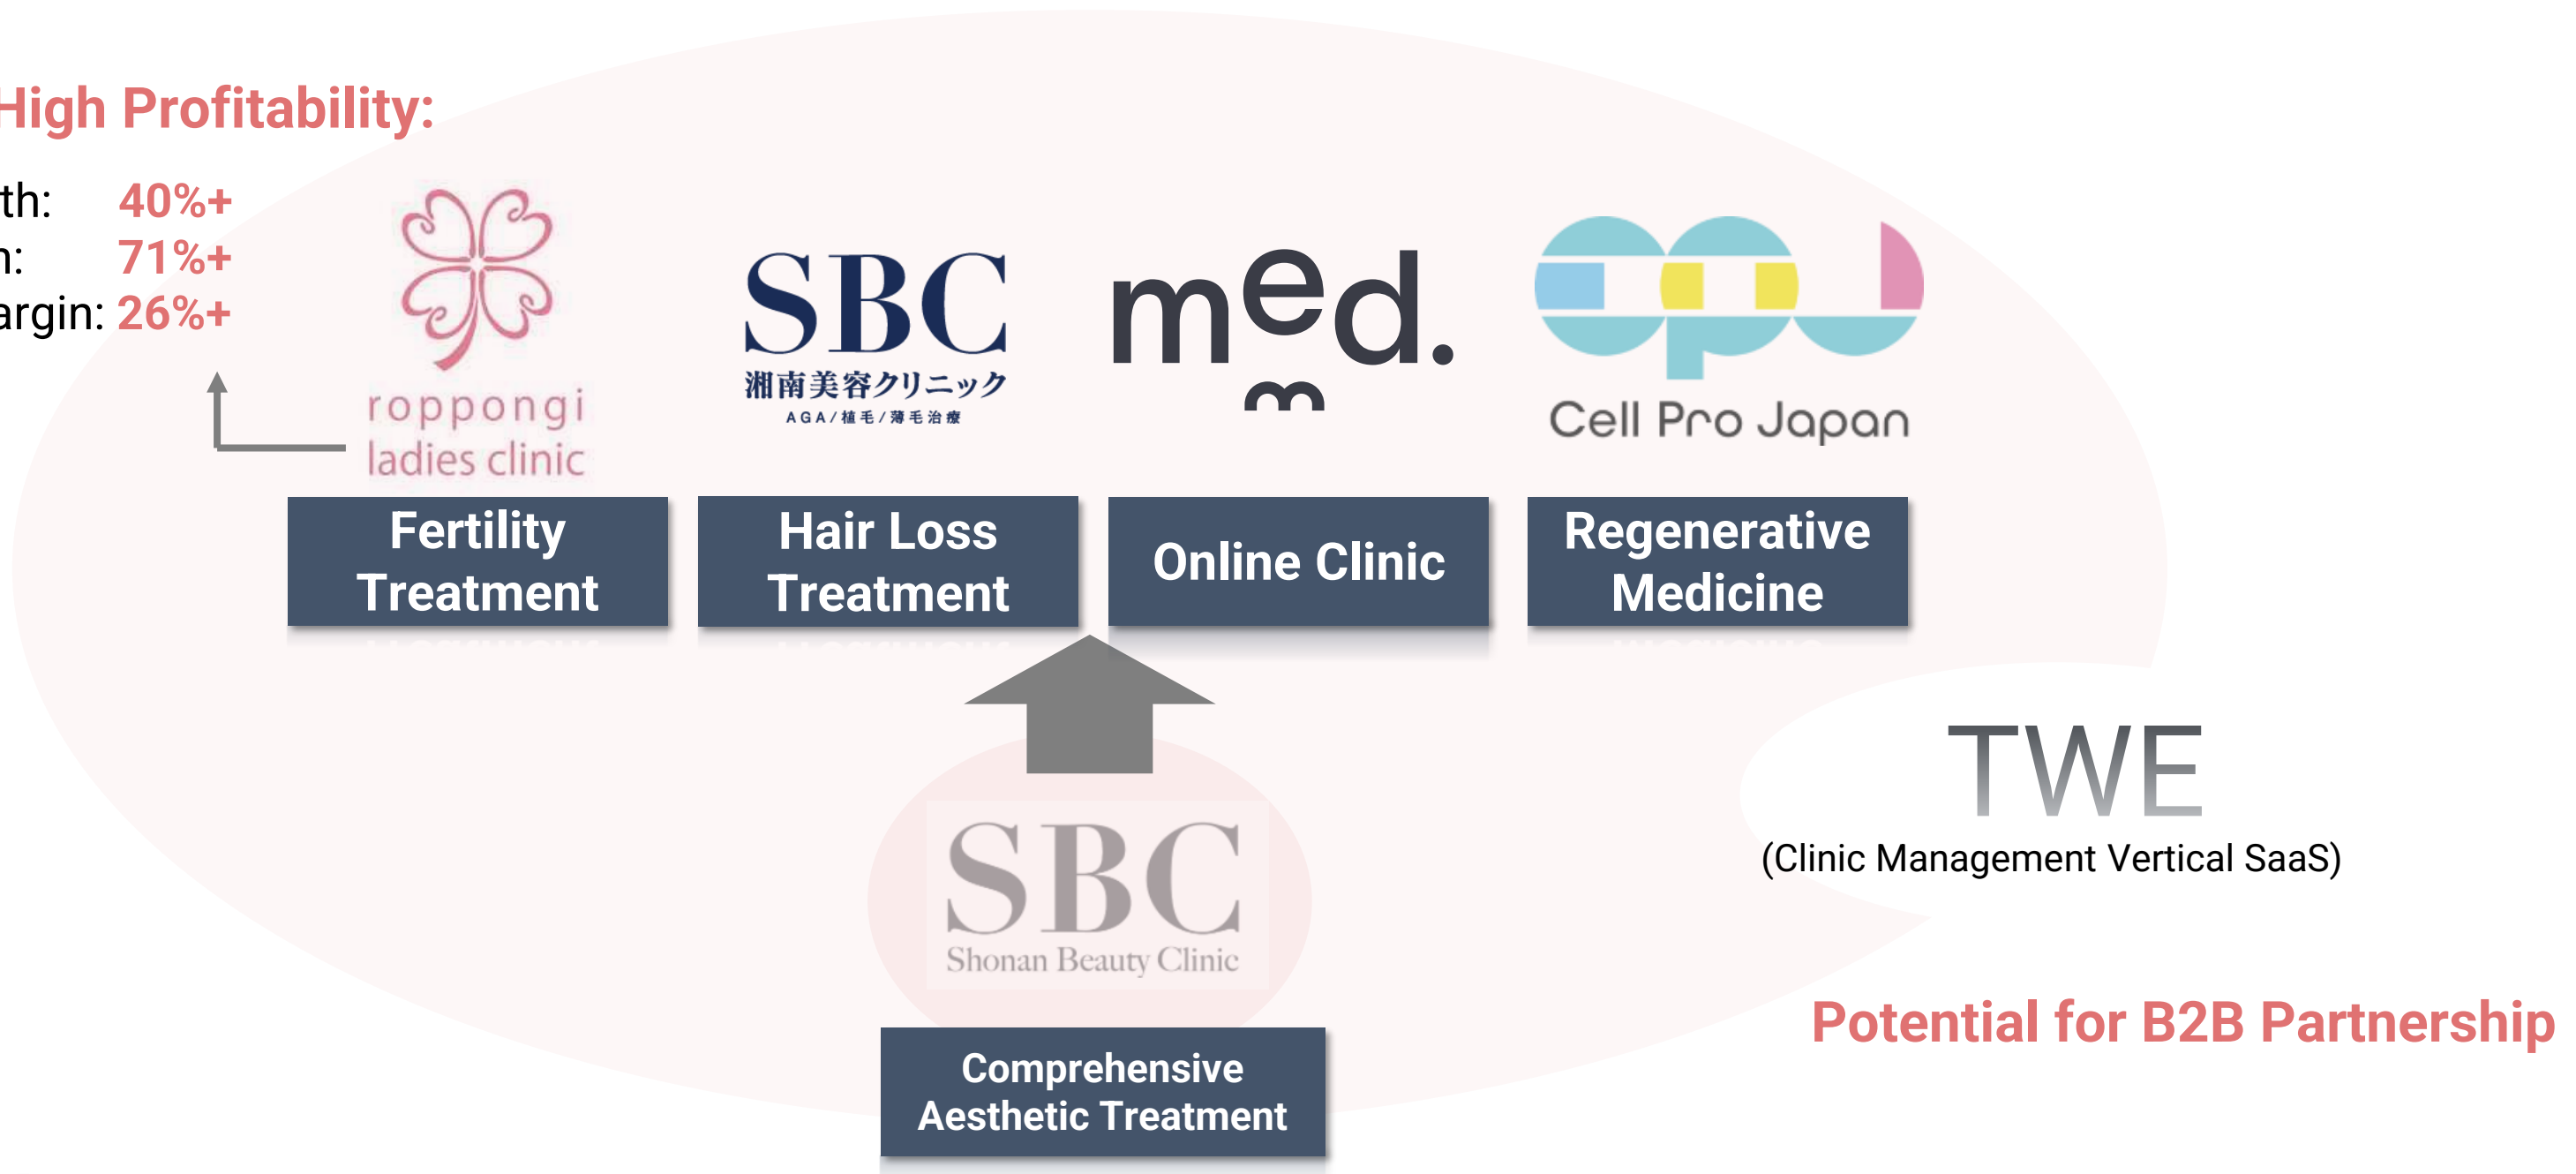 High Profitability:
th: 40%+
n: 71%+
argin: 26%+
roppongi
ladies clinic
SBC
湘南美容クリニック
AGA/植毛/薄毛治療
med.
Cell Pro Japan
Fertility
Treatment
Hair Loss
Treatment
Online Clinic
Regenerative
Medicine
SBC
Shonan Beauty Clinic
Comprehensive
Aesthetic Treatment
TWE
(Clinic Management Vertical SaaS)
Potential for B2B Partnership